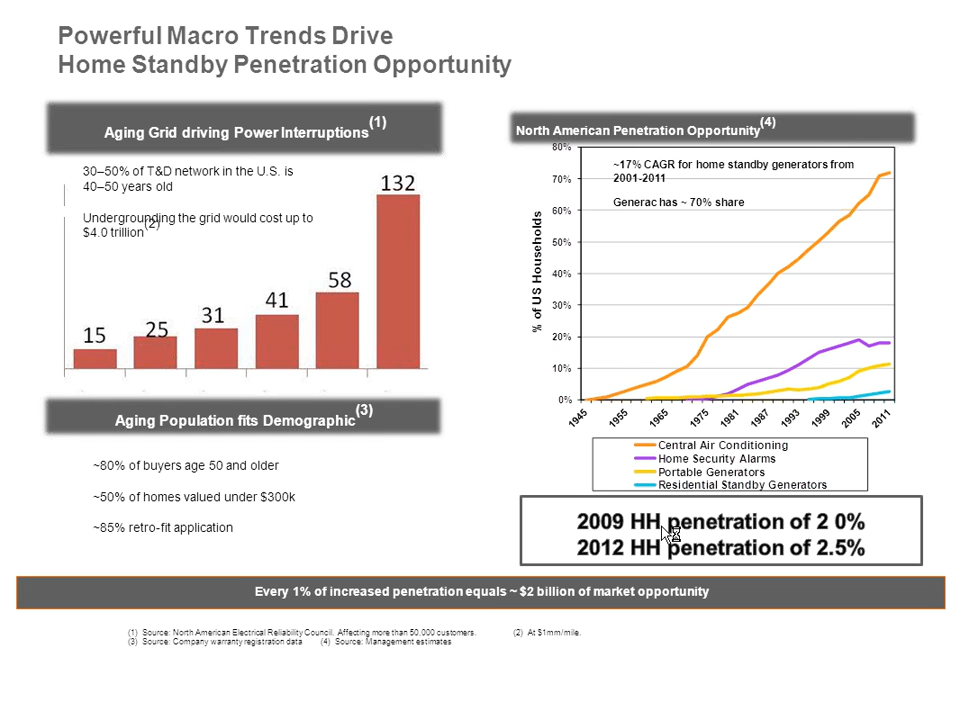 Powerful Macro Trends Drive
Home Standby Penetration Opportunity
Aging Grid driving Power Interruptions(1)
30–50% of T&D network in the U.S. is
40–50 years old
Undergrounding the grid would cost up to
$4.0 trillion(2)
15
25
31
41
58
132
Aging Population fits Demographic(3)
~80% of buyers age 50 and older
~50% of homes valued under $300k
~85% retro-fit application
North American Penetration Opportunity(4)
~17% CAGR for home standby generators from
2001-2011
Generac has ~ 70% share
% of US Households
80%
70%
60%
50%
40%
30%
20%
10%
0%
1945
1955
1965
1975
1981
1987
1993
1999
2005
2011
Central Air Conditioning
Home Security Alarms
Portable Generators
Residential Standby Generators
2009 HH penetration of 2 0%
2012 HH penetration of 2.5%
Every 1% of increased penetration equals ~ $2 billion of market opportunity
(1) Source: North American Electrical Reliability Council. Affecting more than 50,000 customers. (2) At $1mm/mile.
(3) Source: Company warranty registration data (4) Source: Management estimates